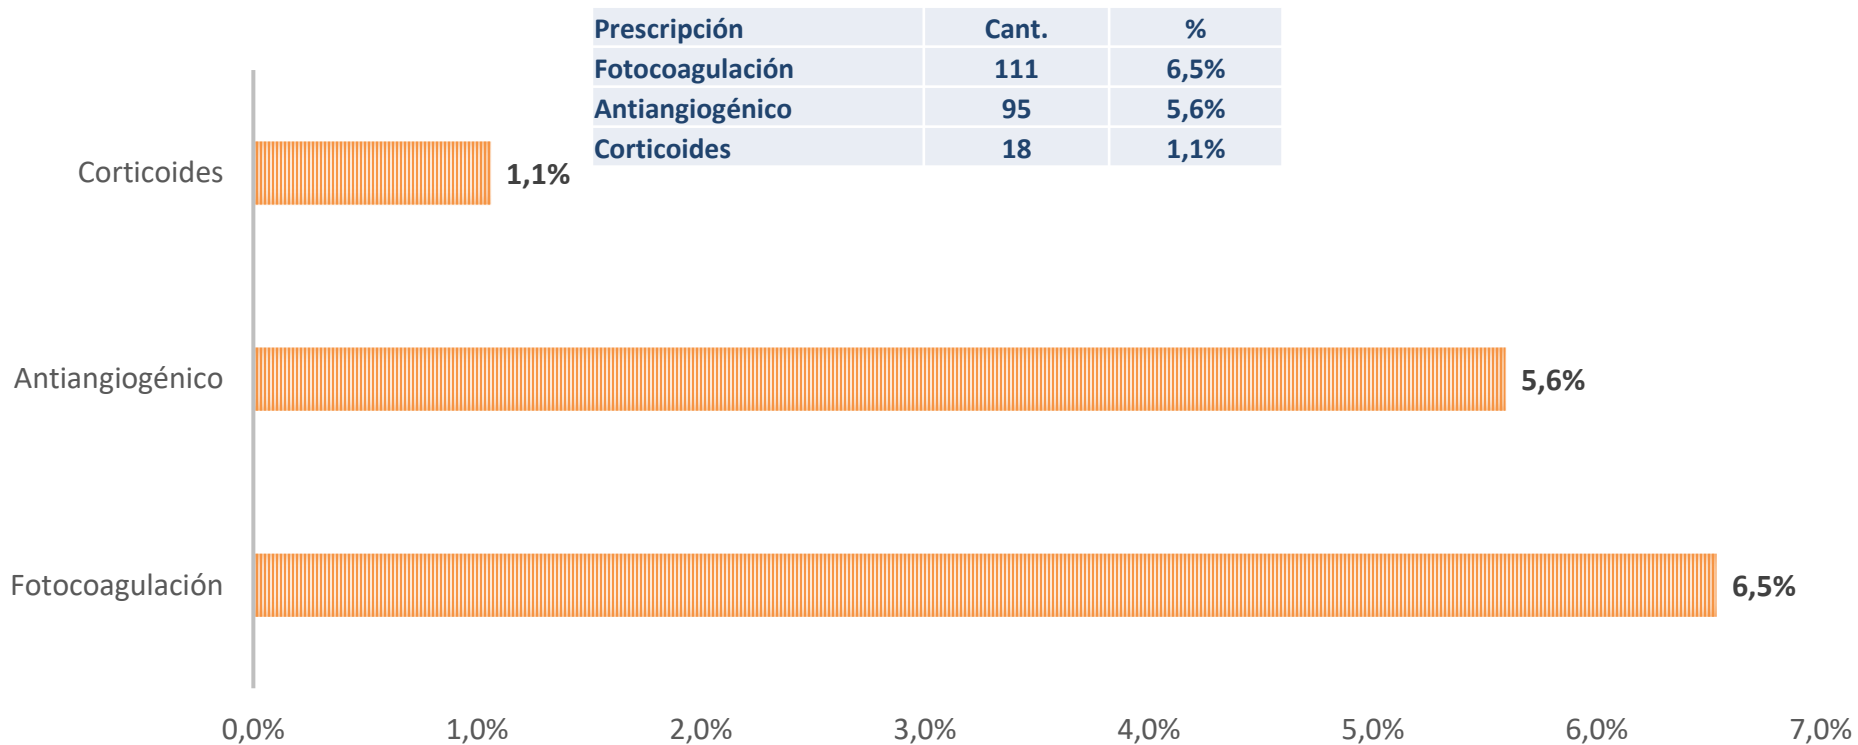 Prescripción Cant. %
Fotocoagulación 111 6,5%
Antiangiogénico 95 5,6%
Corticoides 18 1,1%
Corticoides 1,1%
Antiangiogénico 5,6%
Fotocoagulación 6,5%
0,0% 1,0% 2,0% 3,0% 4,0% 5,0% 6,0% 7,0%